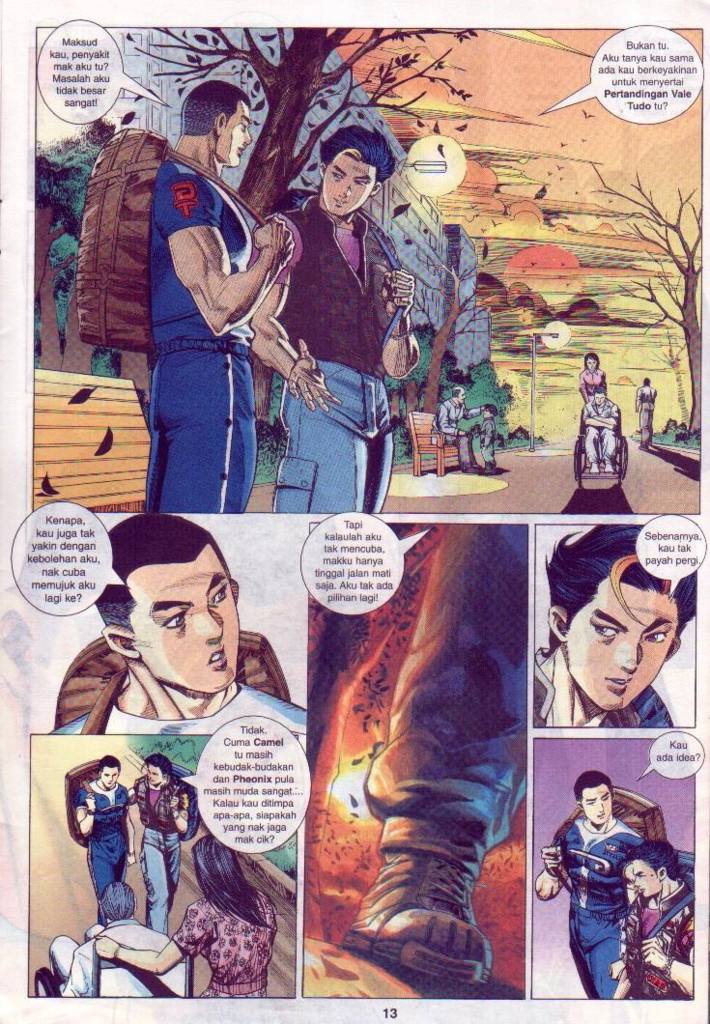 Maksud
kau, penyakit
mak aku tu?
Masalah aku
tidak besar
sangat!
Bukan tu.
Aku tanya kau sama
ada kau berkeyakinan
untuk menyertai
Pertandingan Vale
Tudo tu?
Kenapa,
kau juga tak
yakin dengan
kebolehan aku,
nak cuba
memujuk aku
lagi ke?
Tidak.
Cuma Camel
tu masih
kebudak-budakan
dan Pheonix pula
masih muda sangat....
Kalau kau ditimpa
apa-apa, siapakah
yang nak jaga
mak cik?
Tapi
kalaulah aku
tak mencuba,
makku hanya
tinggal jalan mati
saja. Aku tak ada
pilihan lagi!
Sebenarnya,
kau tak
payah pergi.
Kau
ada idea?
13